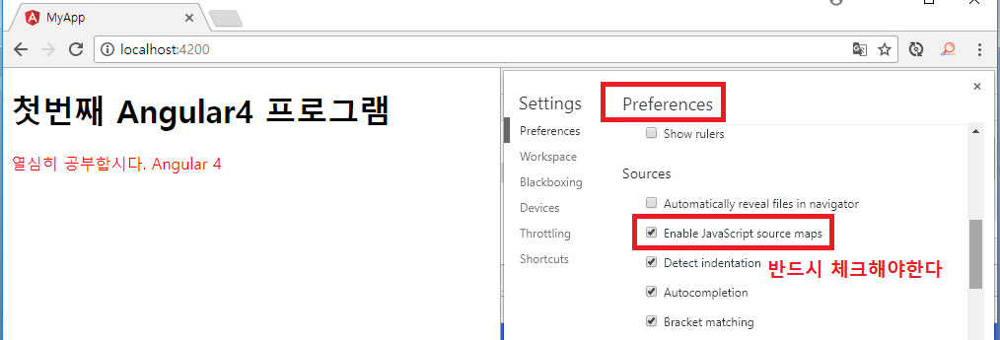 MyApp
localhost:4200
첫번째 Angular4 프로그램
열심히 공부합시다. Angular 4
Settings
Preferences
Workspace
Blackboxing
Devices
Throttling
Shortcuts
Preferences
Show rulers
Sources
Automatically reveal files in navigator
Enable JavaScript source maps
Detect indentation
반드시 체크해야한다
Autocompletion
Bracket matching